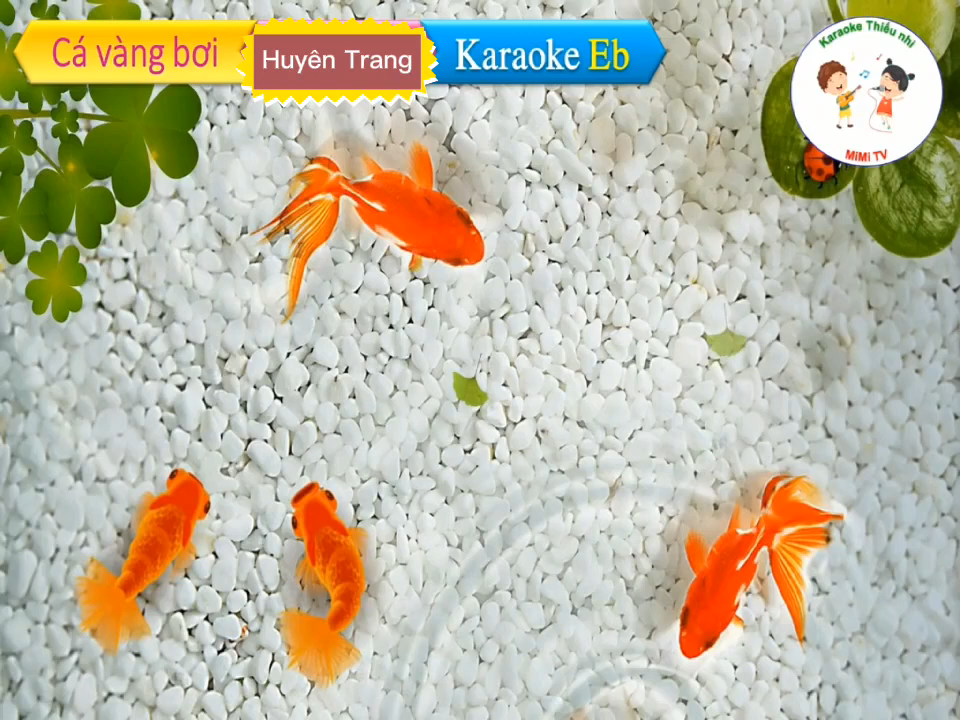 Cá vàng bơi
Huyên Trang
Karaoke Eb
Karaoke Thiếu nhi
MiMi TV